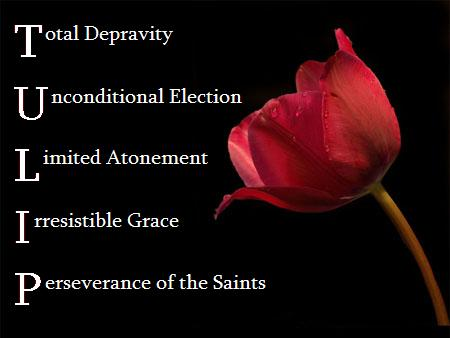 Total Depravity
Unconditional Election
Limited Atonement
Irresistible Grace
Perseverance of the Saints